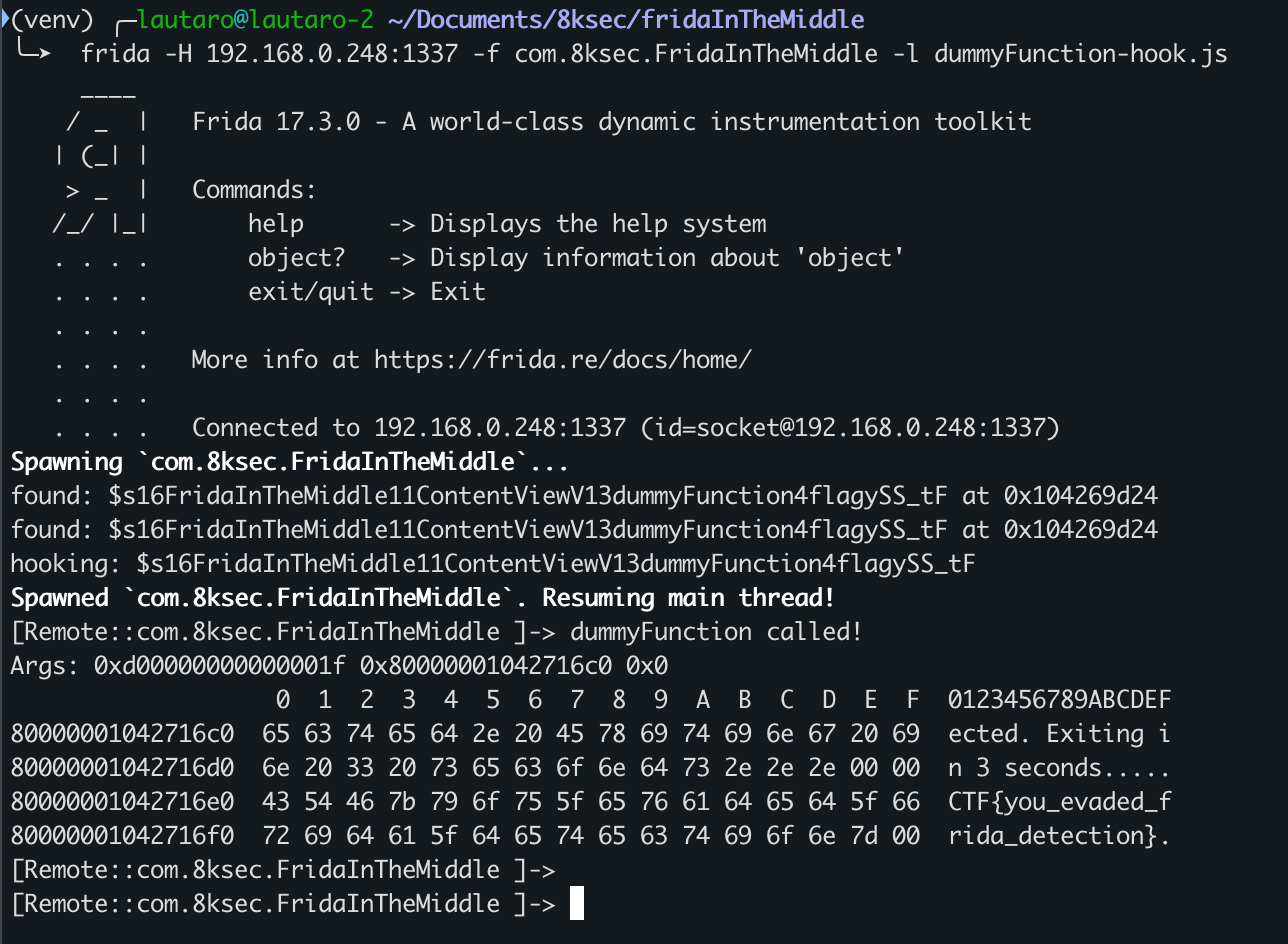 (venv) ╭─lautaro@lautaro-2 ~/Documents/8ksec/fridaInTheMiddle
╰─➤  frida -H 192.168.0.248:1337 -f com.8ksec.FridaInTheMiddle -l dummyFunction-hook.js
     ____
    / _  |   Frida 17.3.0 - A world-class dynamic instrumentation toolkit
   | (_| |
    > _  |   Commands:
   /_/ |_|       help      -> Displays the help system
   . . . .       object?   -> Display information about 'object'
   . . . .       exit/quit -> Exit
   . . . .
   . . . .   More info at https://frida.re/docs/home/
   . . . .
   . . . .   Connected to 192.168.0.248:1337 (id=socket@192.168.0.248:1337)
Spawning `com.8ksec.FridaInTheMiddle`...
found: $s16FridaInTheMiddle11ContentViewV13dummyFunction4flagySS_tF at 0x104269d24
found: $s16FridaInTheMiddle11ContentViewV13dummyFunction4flagySS_tF at 0x104269d24
hooking: $s16FridaInTheMiddle11ContentViewV13dummyFunction4flagySS_tF
Spawned `com.8ksec.FridaInTheMiddle`. Resuming main thread!
[Remote::com.8ksec.FridaInTheMiddle ]-> dummyFunction called!
Args: 0xd00000000000001f 0x80000001042716c0 0x0
                   0  1  2  3  4  5  6  7  8  9  A  B  C  D  E  F  0123456789ABCDEF
80000001042716c0  65 63 74 65 64 2e 20 45 78 69 74 69 6e 67 20 69  ected. Exiting i
80000001042716d0  6e 20 33 20 73 65 63 6f 6e 64 73 2e 2e 2e 00 00  n 3 seconds.....
80000001042716e0  43 54 46 7b 79 6f 75 5f 65 76 61 64 65 64 5f 66  CTF{you_evaded_f
80000001042716f0  72 69 64 61 5f 64 65 74 65 63 74 69 6f 6e 7d 00  rida_detection}.
[Remote::com.8ksec.FridaInTheMiddle ]->
[Remote::com.8ksec.FridaInTheMiddle ]->